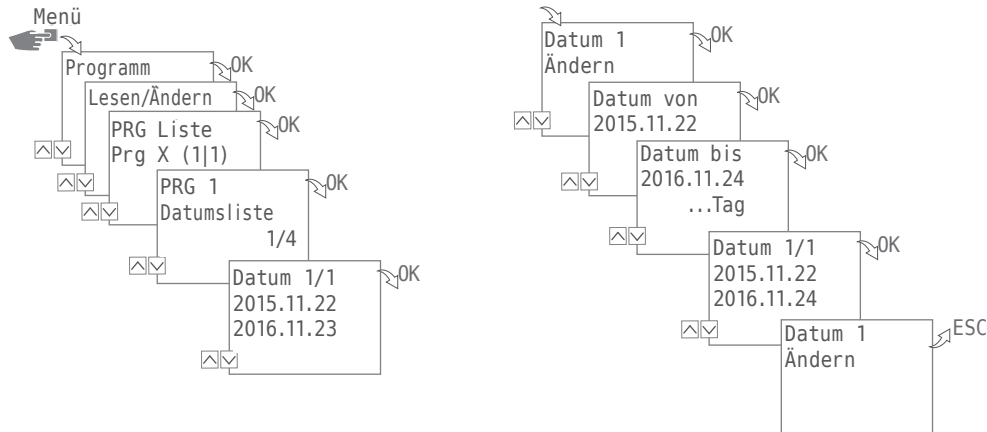 Menü
Programm
OK
Lesen/Ändern
OK
PRG Liste
Prg X (1|1)
OK
PRG 1
Datumsliste
1/4
OK
Datum 1/1
2015.11.22
2016.11.23
OK
Datum 1
Ändern
OK
Datum von
2015.11.22
OK
Datum bis
2016.11.24
...Tag
OK
Datum 1/1
2015.11.22
2016.11.24
OK
Datum 1
Ändern
ESC